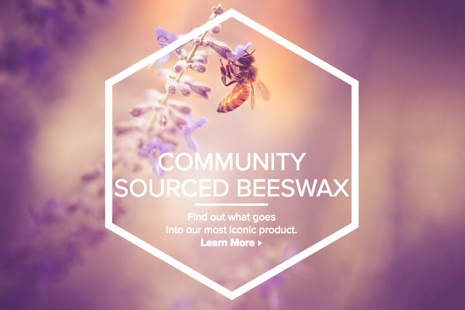 COMMUNITY
SOURCED BEESWAX
Find out what goes
into our most iconic product.
Learn More ▸